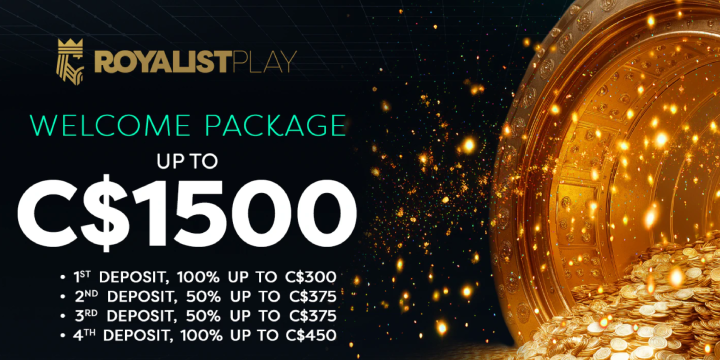 ROYALISTPLAY
WELCOME PACKAGE
UP TO
C$1500
• 1ST DEPOSIT, 100% UP TO C$300
• 2ND DEPOSIT, 50% UP TO C$375
• 3RD DEPOSIT, 50% UP TO C$375
• 4TH DEPOSIT, 100% UP TO C$450